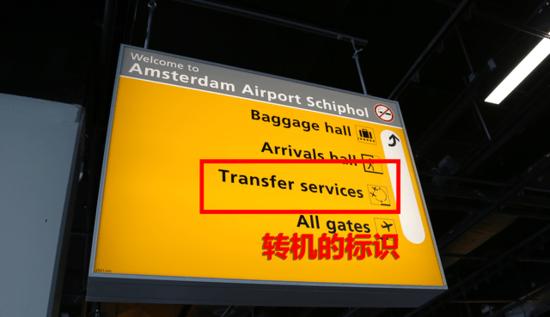 Welcome to
Amsterdam Airport Schiphol
Baggage hall
Arrivals hall
Transfer services
All gates
转机的标识